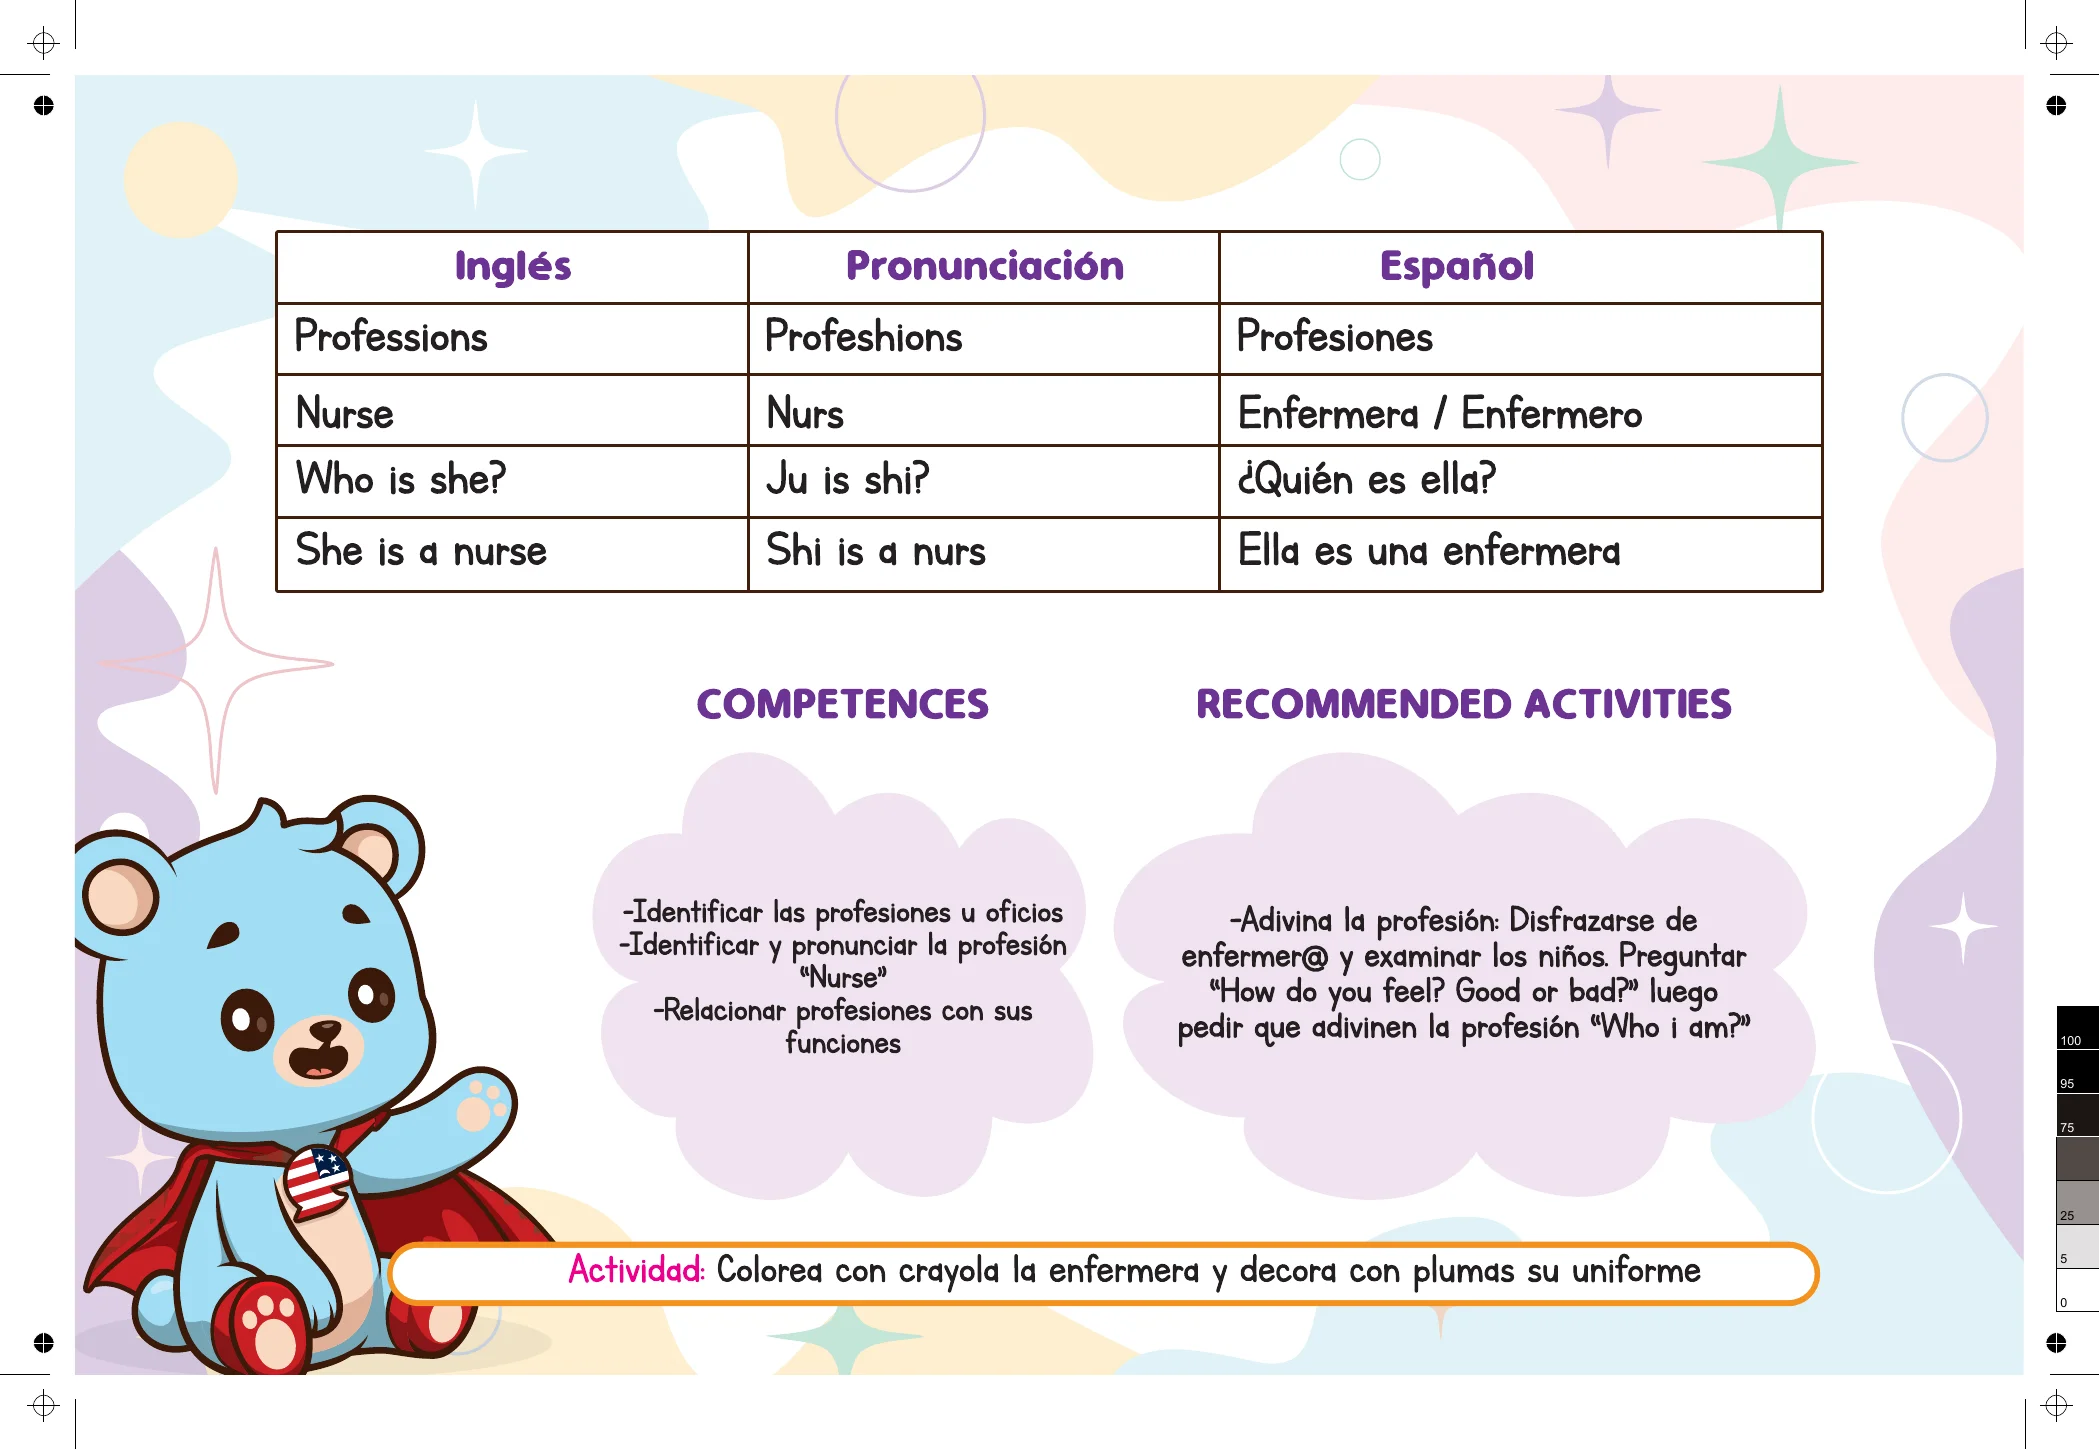 Inglés Pronunciación Español
Professions Profeshions Profesiones
Nurse Nurs Enfermera / Enfermero
Who is she? Ju is shi? ¿Quién es ella?
She is a nurse Shi is a nurs Ella es una enfermera
COMPETENCES
-Identificar las profesiones u oficios
-Identificar y pronunciar la profesión
“Nurse”
-Relacionar profesiones con sus
funciones
RECOMMENDED ACTIVITIES
-Adivina la profesión: Disfrazarse de
enfermer@ y examinar los niños. Preguntar
“How do you feel? Good or bad?” luego
pedir que adivinen la profesión “Who i am?”
Actividad: Colorea con crayola la enfermera y decora con plumas su uniforme
100
95
75
25
5
0